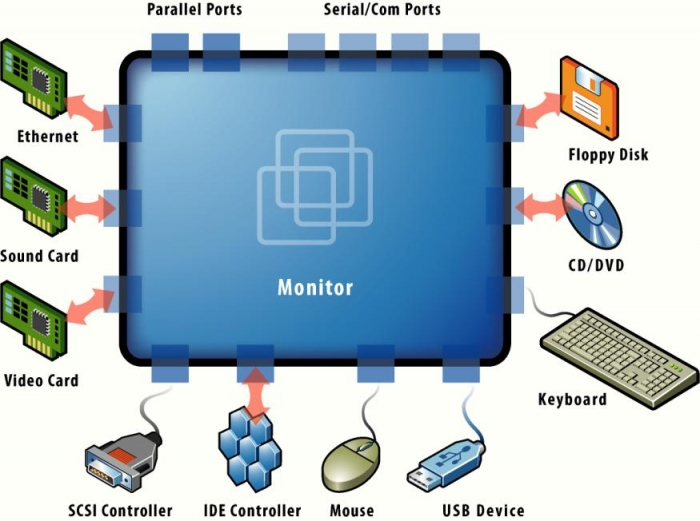 Parallel Ports
Serial/Com Ports
Ethernet
Floppy Disk
Sound Card
CD/DVD
Monitor
Video Card
Keyboard
SCSI Controller
IDE Controller
Mouse
USB Device